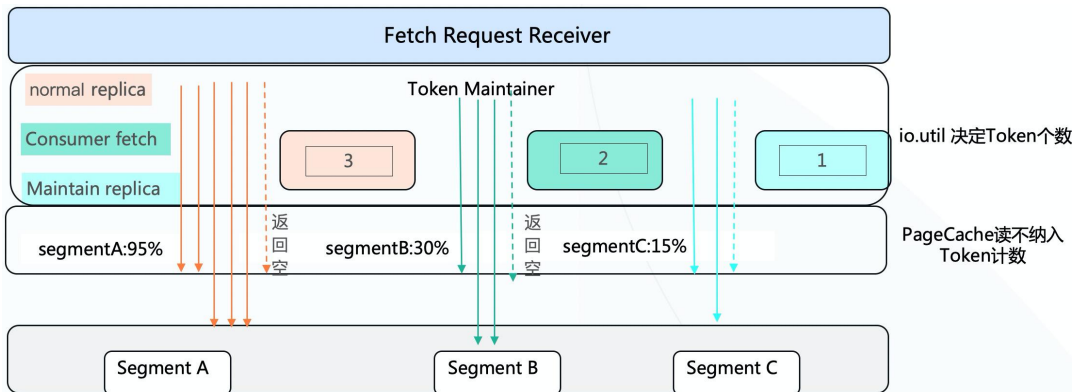 Fetch Request Receiver
normal replica
Token Maintainer
Consumer fetch
Maintain replica
3
2
1
io.util 决定Token个数
segmentA:95%
返
回
空
segmentB:30%
返
回
空
segmentC:15%
PageCache读不纳入
Token计数
Segment A
Segment B
Segment C